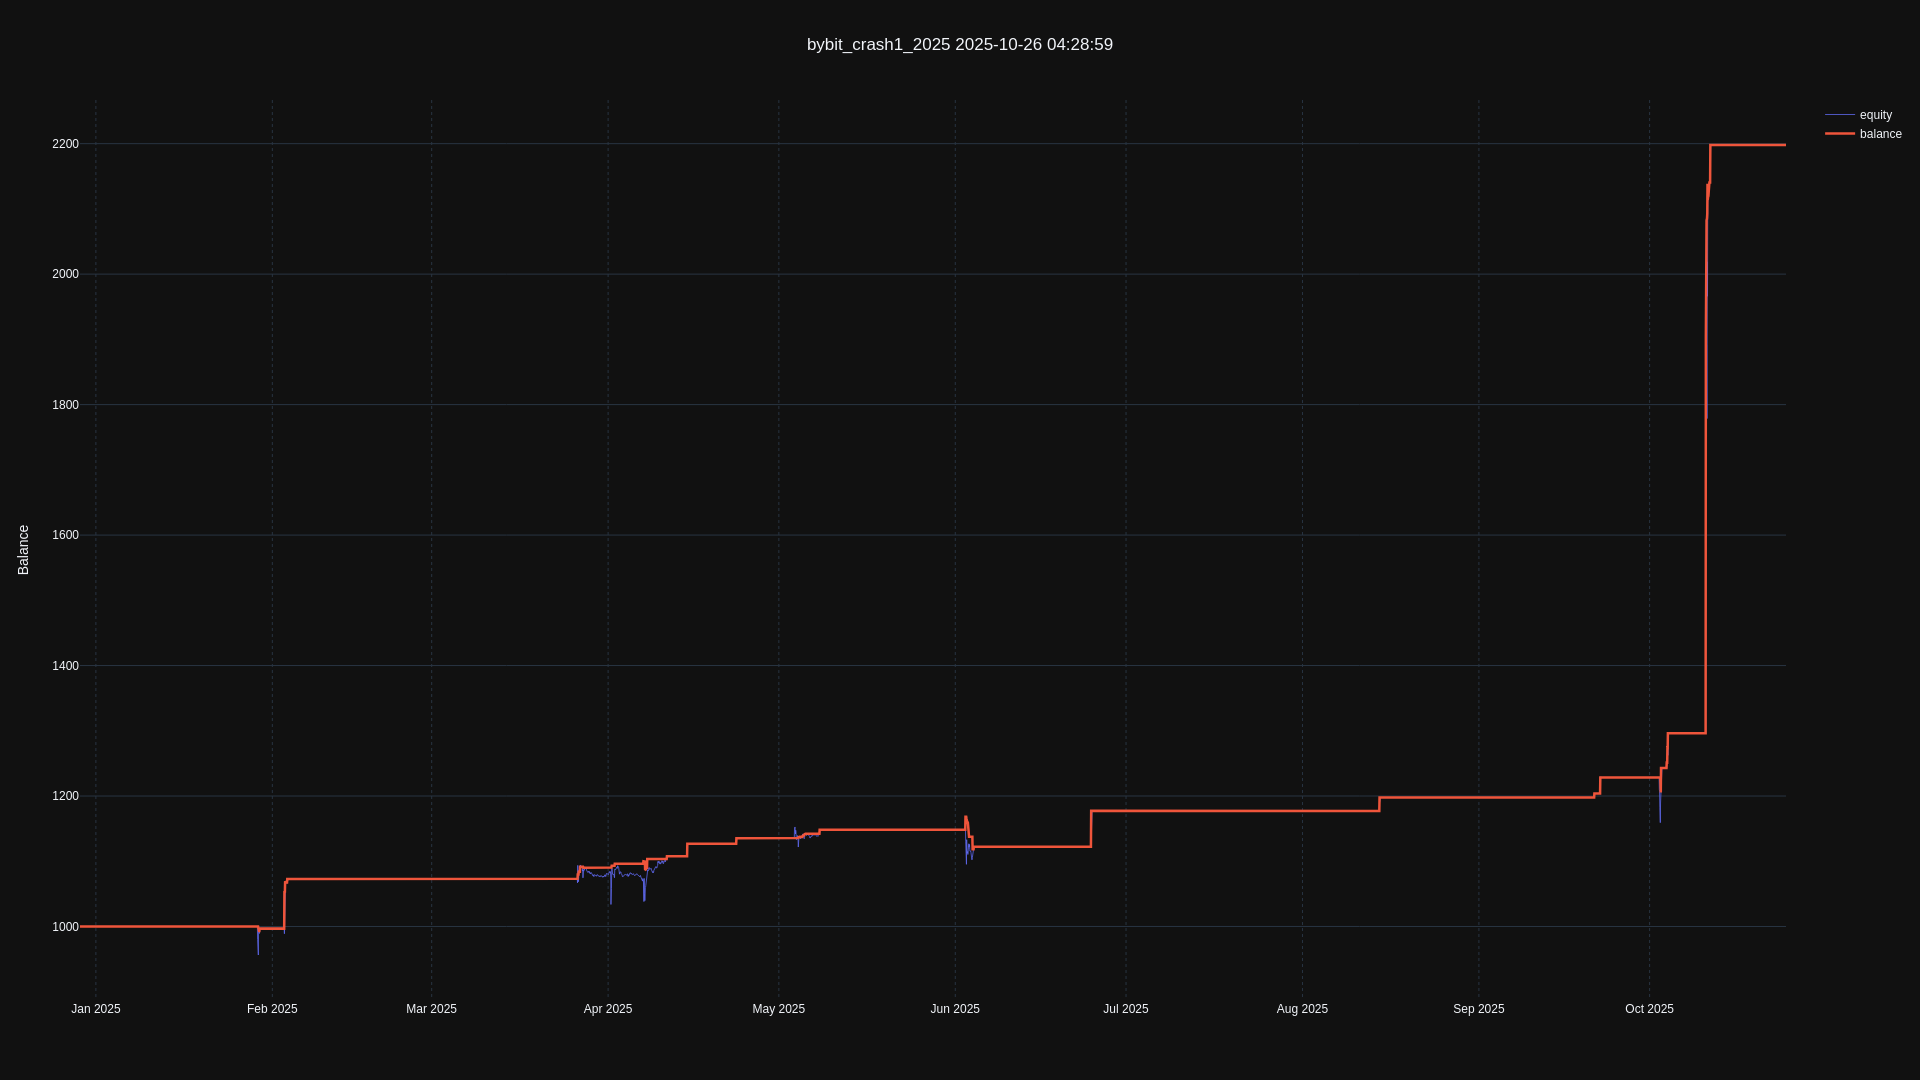 bybit_crash1_2025 2025-10-26 04:28:59
equity
balance
2200
2000
1800
1600
1400
1200
1000
Balance
Jan 2025
Feb 2025
Mar 2025
Apr 2025
May 2025
Jun 2025
Jul 2025
Aug 2025
Sep 2025
Oct 2025